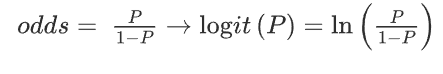 odds = P/(1−P) → logit (P) = ln (P/(1−P))